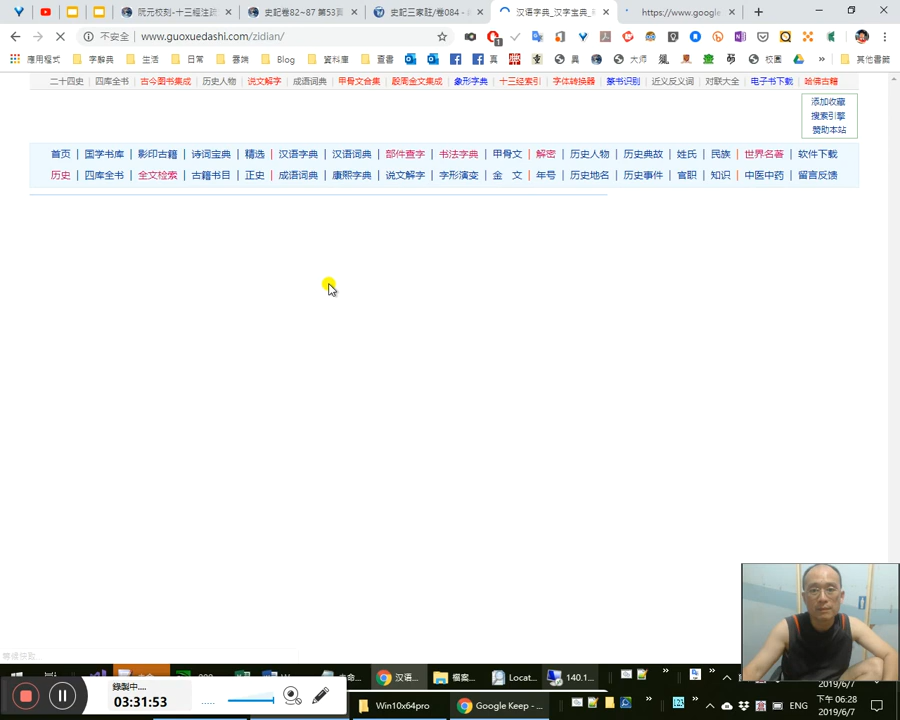 阮元校刻-十三經注疏
史記卷82~87 第53頁
史記三家註/卷084 -
汉语字典_汉字宝典_
https://www.google
不安全
www.guoxuedashi.com/zidian/
應用程式 字辭典 生活 日常 雲端 Blog 資料庫 查書 真 異 大师 校園 » 其他書籤
二十四史 四库全书 古今图书集成 历史人物 说文解字 成语词典 甲骨文合集 殷周金文集成 象形字典 十三经索引 字体转换器 篆书识别 近义反义词 对联大全 电子书下载 哈佛古籍
添加收藏
搜索引擎
赞助本站
首页 | 国学书库 | 影印古籍 | 诗词宝典 | 精选 | 汉语字典 | 汉语词典 | 部件查字 | 书法字典 | 甲骨文 | 解密 | 历史人物 | 历史典故 | 姓氏 | 民族 | 世界名著 | 软件下载
历史 | 四库全书 | 全文检索 | 古籍书目 | 正史 | 成语词典 | 康熙字典 | 说文解字 | 字形演变 | 金 文 | 年号 | 历史地名 | 历史事件 | 官职 | 知识 | 中医中药 | 留言反馈
錄製中....
03:31:53
汉语...
檔案...
Locat...
140.1...
2019/6/7
Win10x64pro
Google Keep - ...
ENG
下午 06:28
2019/6/7